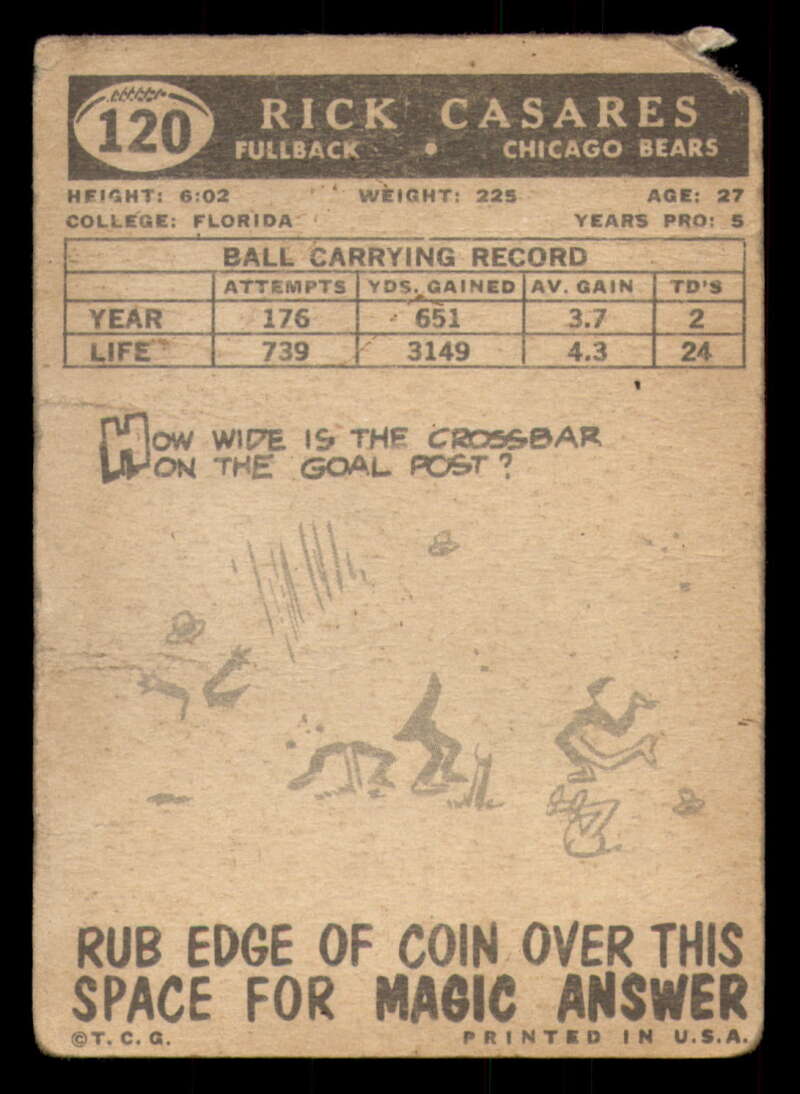 120
RICK CASARES
FULLBACK • CHICAGO BEARS
HEIGHT: 6:02 WEIGHT: 225 AGE: 27
COLLEGE: FLORIDA YEARS PRO: 5
BALL CARRYING RECORD
ATTEMPTS YDS. GAINED AV. GAIN TD'S
YEAR 176 651 3.7 2
LIFE 739 3149 4.3 24
HOW WIDE IS THE CROSSBAR
ON THE GOAL POST?
RUB EDGE OF COIN OVER THIS
SPACE FOR MAGIC ANSWER
©T. C. G. PRINTED IN U.S.A.